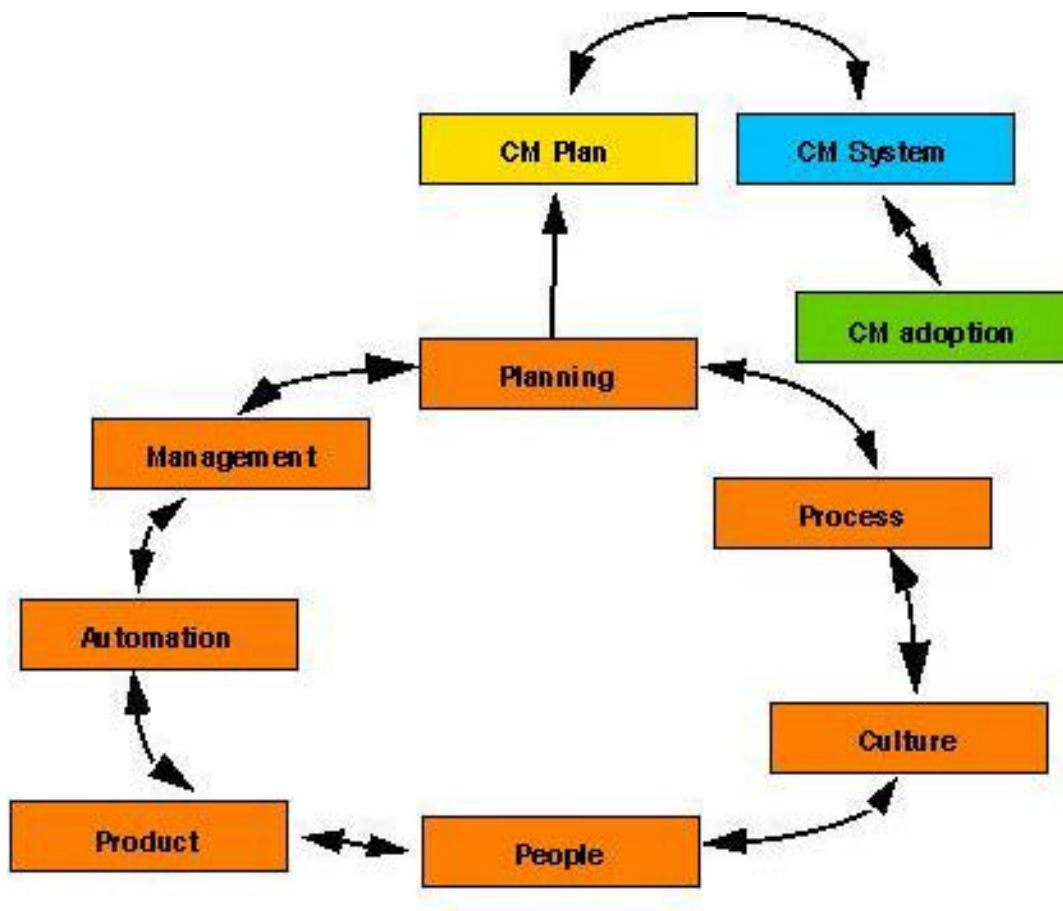 CM Plan
CM System
CM adoption
Planning
Management
Process
Automation
Culture
Product
People